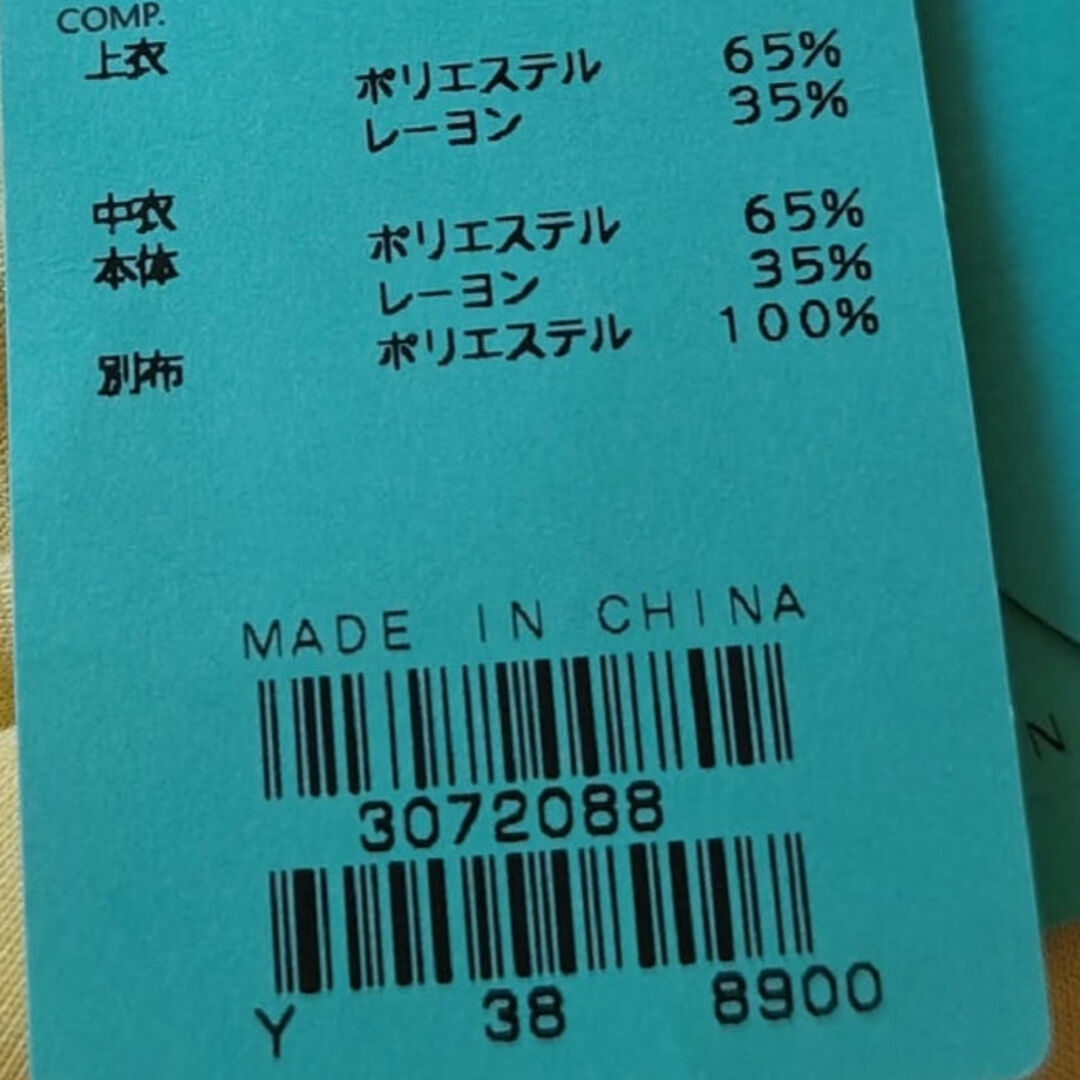 COMP.
上衣
ポリエステル 65%
レーヨン 35%
中衣
本体 ポリエステル 65%
レーヨン 35%
別布 ポリエステル 100%
MADE IN CHINA
3072088
Y 38 8900
N